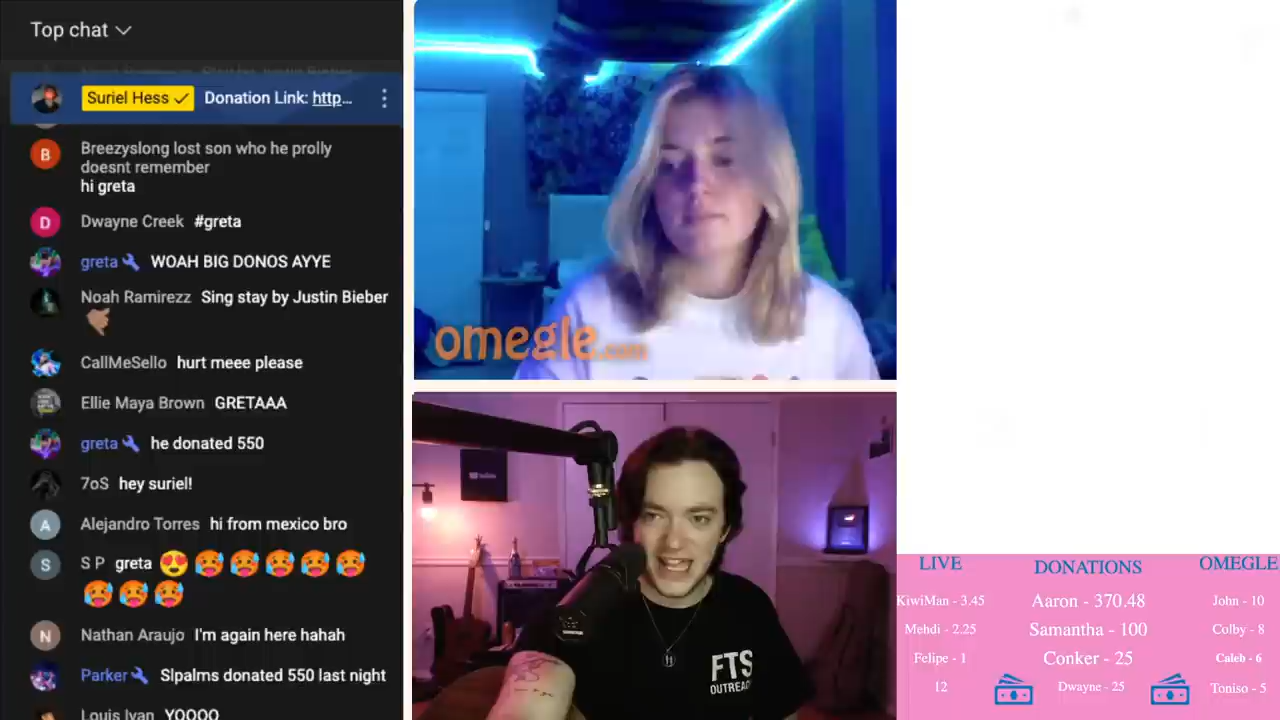 Top chat
Suriel Hess Donation Link: http...
Breezyslong lost son who he prolly
doesnt remember
hi greta
Dwayne Creek #greta
greta WOAH BIG DONOS AYYE
Noah Ramirezz Sing stay by Justin Bieber
CallMeSello hurt meee please
Ellie Maya Brown GRETAAA
greta he donated 550
7oS hey suriel!
Alejandro Torres hi from mexico bro
S P greta
Nathan Araujo I'm again here hahah
Parker Slpalms donated 550 last night
Louis Ivan YOOOO
omegle.com
FTS
OUTREACH
LIVE
KiwiMan - 3.45
Mehdi - 2.25
Felipe - 1
12
DONATIONS
Aaron - 370.48
Samantha - 100
Conker - 25
Dwayne - 25
OMEGLE
John - 10
Colby - 8
Caleb - 6
Toniso - 5